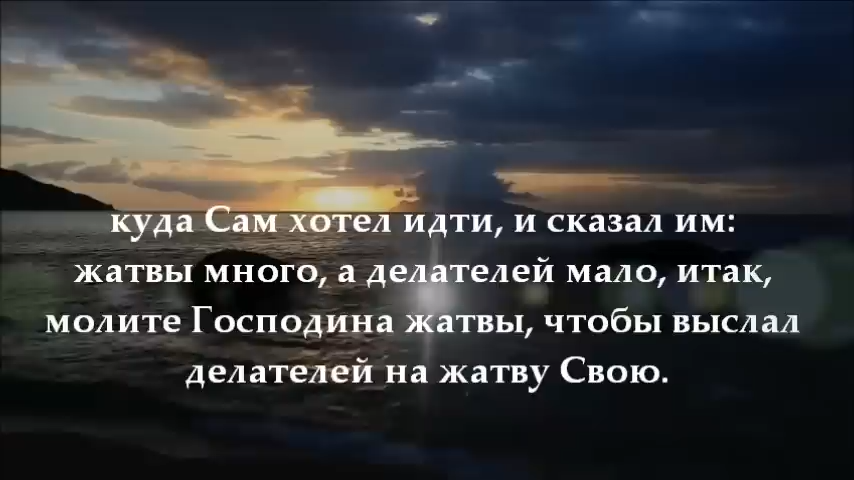 куда Сам хотел идти, и сказал им:
жатвы много, а делателей мало, итак,
молите Господина жатвы, чтобы выслал
делателей на жатву Свою.